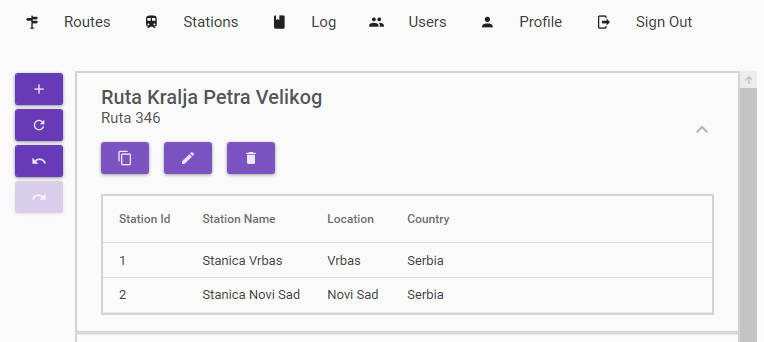 Routes Stations Log Users Profile Sign Out
Ruta Kralja Petra Velikog
Ruta 346
Station Id Station Name Location Country
1 Stanica Vrbas Vrbas Serbia
2 Stanica Novi Sad Novi Sad Serbia